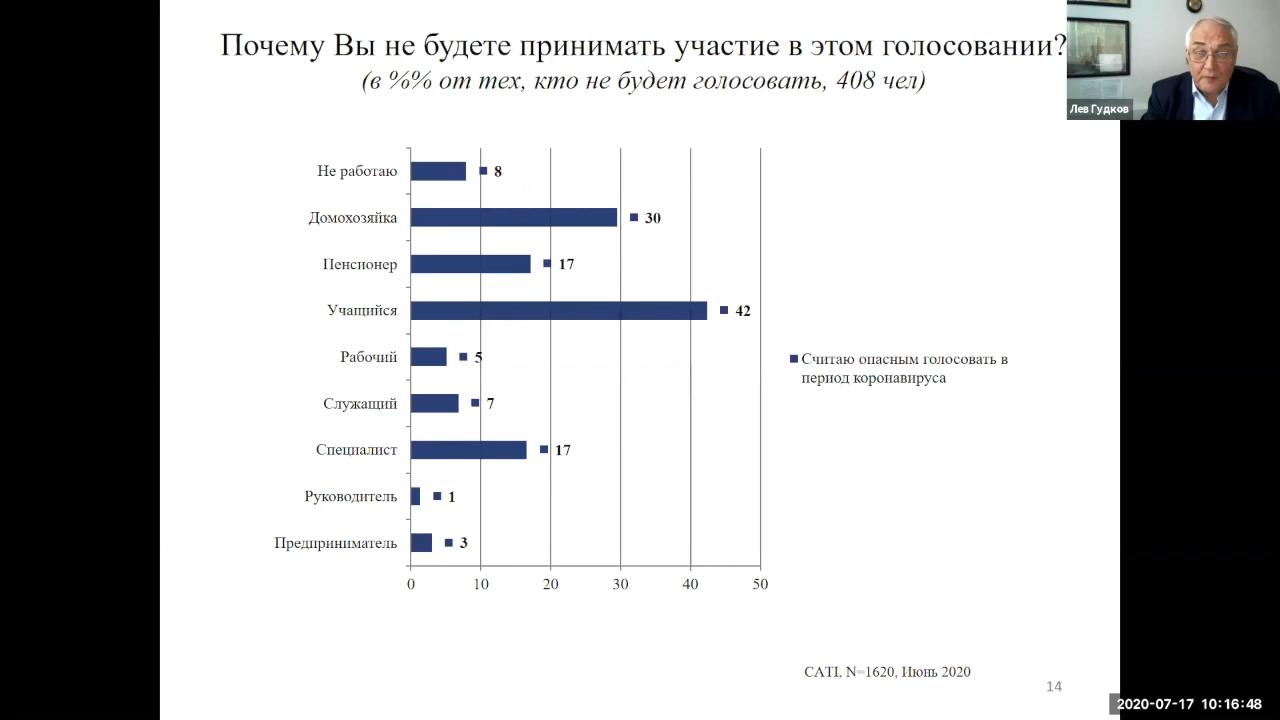 Почему Вы не будете принимать участие в этом голосовании?
(в %% от тех, кто не будет голосовать, 408 чел)
Лев Гудков
Не работаю 8
Домохозяйка 30
Пенсионер 17
Учащийся 42
Рабочий 5
Служащий 7
Специалист 17
Руководитель 1
Предприниматель 3
0 10 20 30 40 50
Считаю опасным голосовать в
период коронавируса
CATI, N=1620, Июнь 2020
14
2020-07-17 10:16:48